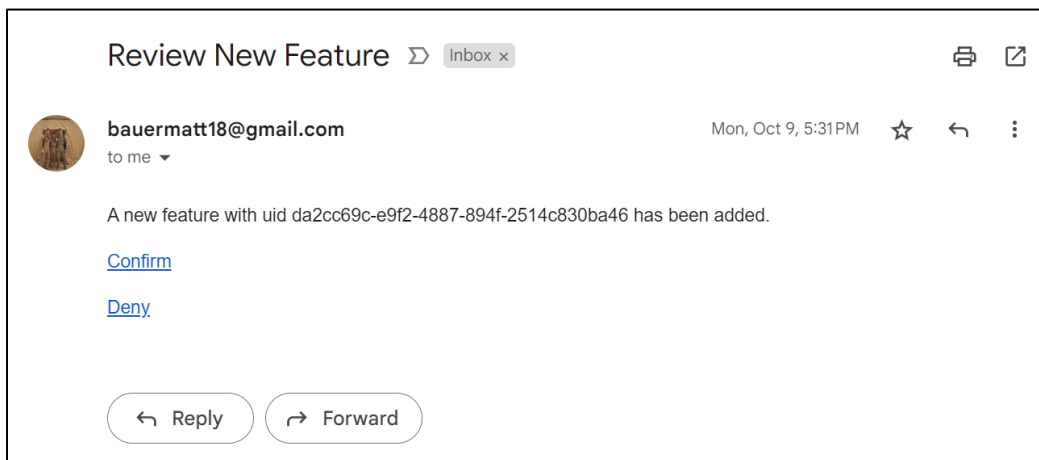 Review New Feature Inbox ×
bauermatt18@gmail.com Mon, Oct 9, 5:31 PM
to me
A new feature with uid da2cc69c-e9f2-4887-894f-2514c830ba46 has been added.
Confirm
Deny
Reply Forward